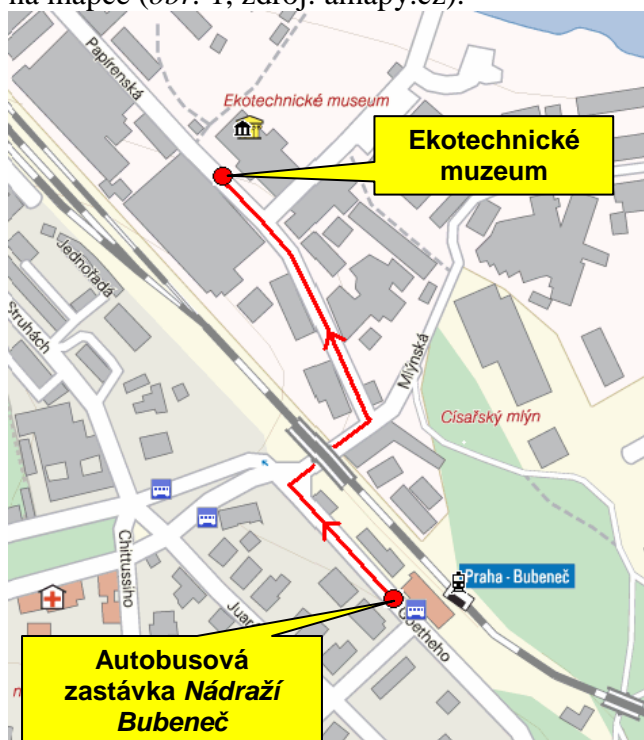 na mapce (obr. 1, zdroj: amapy.cz):
Papírenská
Ekotechnické museum
Ekotechnické
muzeum
Jednořadá
Struhách
Mlýnská
Císařský mlýn
Chittussiho
Praha - Bubeneč
Juar
Goetheho
Autobusová
zastávka Nádraží
Bubeneč
n